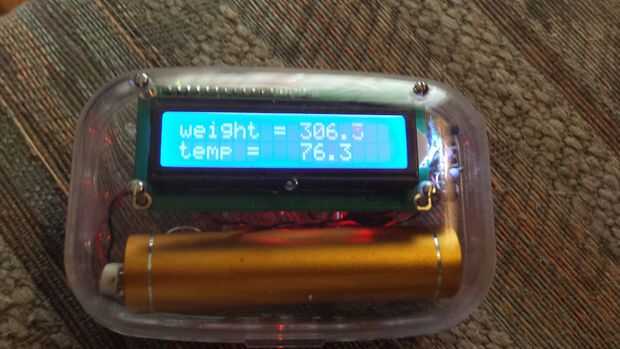 weight = 306.3
temp =   76.3